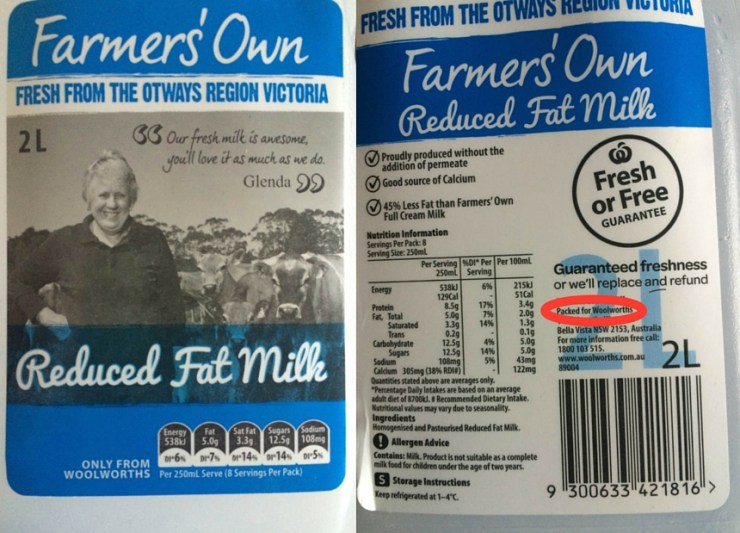 Farmers' Own
FRESH FROM THE OTWAYS REGION VICTORIA
2L
Our fresh milk is awesome,
you'll love it as much as we do.
Glenda
Reduced Fat Milk
Energy
538kJ
DI*6%
Fat
5.0g
DI*7%
Sat Fat
3.3g
DI*14%
Sugars
12.5g
DI*14%
Sodium
108mg
DI*5%
ONLY FROM
WOOLWORTHS
Per 250mL Serve (8 Servings Per Pack)
FRESH FROM THE OTWAYS REGION VICTORIA
Farmers' Own
Reduced Fat Milk
Proudly produced without the
addition of permeate
Good source of Calcium
45% Less Fat than Farmers' Own
Full Cream Milk
Fresh
or Free
GUARANTEE
Nutrition Information
Servings Per Pack: 8
Serving Size: 250mL
Per Serving %DI* Per Per 100mL
250mL Serving
Energy 538kJ 6% 215kJ
129Cal 51Cal
Protein 8.5g 17% 3.4g
Fat, Total 5.0g 7% 2.0g
Saturated 3.3g 14% 1.3g
Trans 0.2g 0.1g
Carbohydrate 12.5g 4% 5.0g
Sugars 12.5g 14% 5.0g
Sodium 108mg 5% 43mg
Calcium 305mg (38% RDI#) 122mg
Quantities stated above are averages only.
*Percentage Daily Intakes are based on an average
adult diet of 8700kJ. # Recommended Dietary Intake.
Nutritional values may vary due to seasonality.
Ingredients
Homogenised and Pasteurised Reduced Fat Milk.
Allergen Advice
Contains: Milk. Product is not suitable as a complete
milk food for children under the age of two years.
S Storage Instructions
Keep refrigerated at 1-4°C.
2L
Guaranteed freshness
or we'll replace and refund
Packed for Woolworths
Bella Vista NSW 2153, Australia
For more information free call:
1800 103 515.
www.woolworths.com.au
89004
2L
9 300633 421816 >